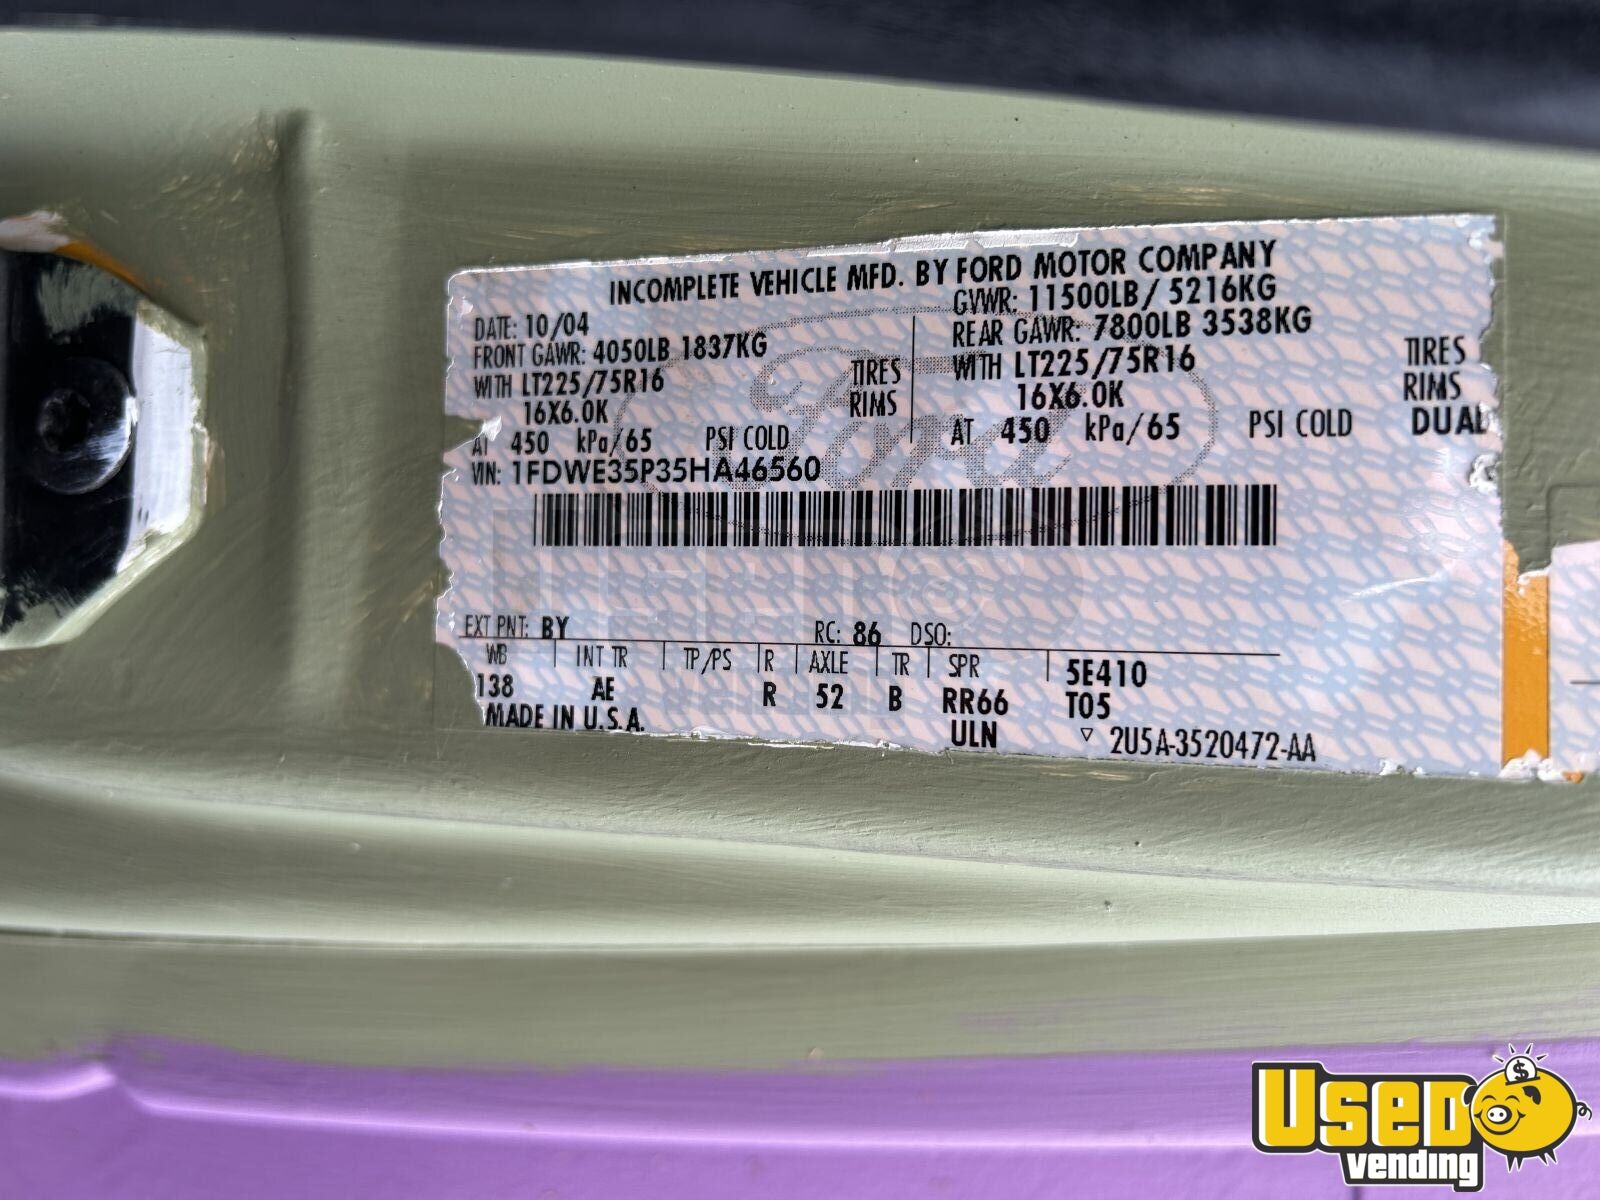 INCOMPLETE VEHICLE MFD. BY FORD MOTOR COMPANY
DATE: 10/04
GVWR: 11500LB/ 5216KG
FRONT GAWR: 4050LB 1837KG
REAR GAWR: 7800LB 3538KG
WITH LT225/75R16 TIRES
WITH LT225/75R16 TIRES
16X6.0K RIMS
16X6.0K RIMS
AT 450 kPa/65 PSI COLD
AT 450 kPa/65 PSI COLD DUAL
VIN: 1FDWE35P35HA46560
Ford
EXT PNT: BY RC: 86 DSO:
WB INT TR TP/PS R AXLE TR SPR 5E410
138 AE R 52 B RR66 T05
MADE IN U.S.A. ULN ▽ 2U5A-3520472-AA
USED
vending
$